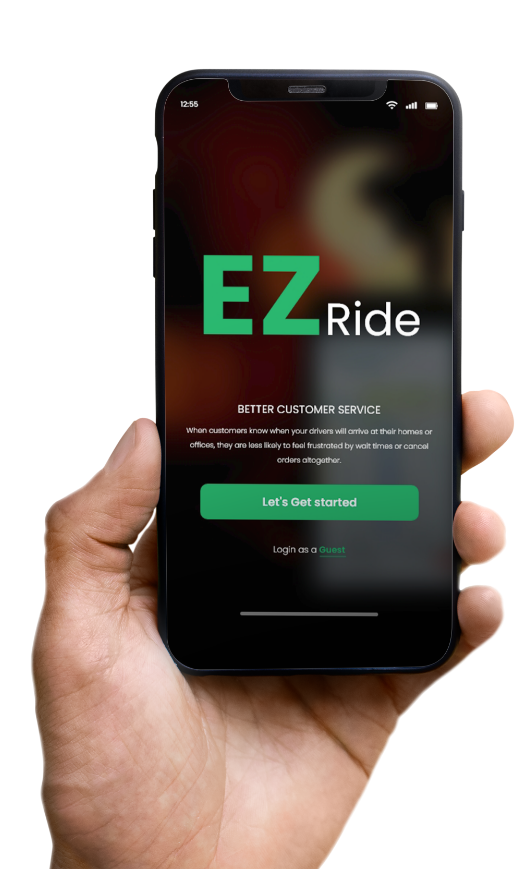 12:55
EZ Ride
BETTER CUSTOMER SERVICE
When customers know when your drivers will arrive at their homes or
offices, they are less likely to feel frustrated by wait times or cancel
orders altogether.
Let's Get started
Login as a Guest